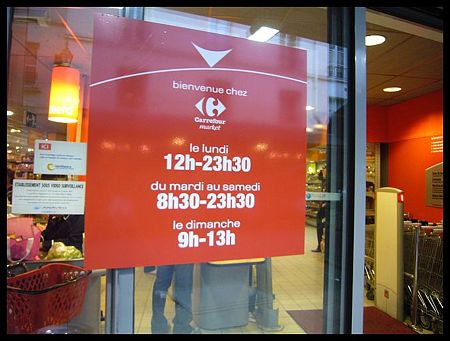 bienvenue chez
Carrefour
market
le lundi
12h-23h30
du mardi au samedi
8h30-23h30
le dimanche
9h-13h
ETABLISSEMENT SOUS VIDEO SURVEILLANCE